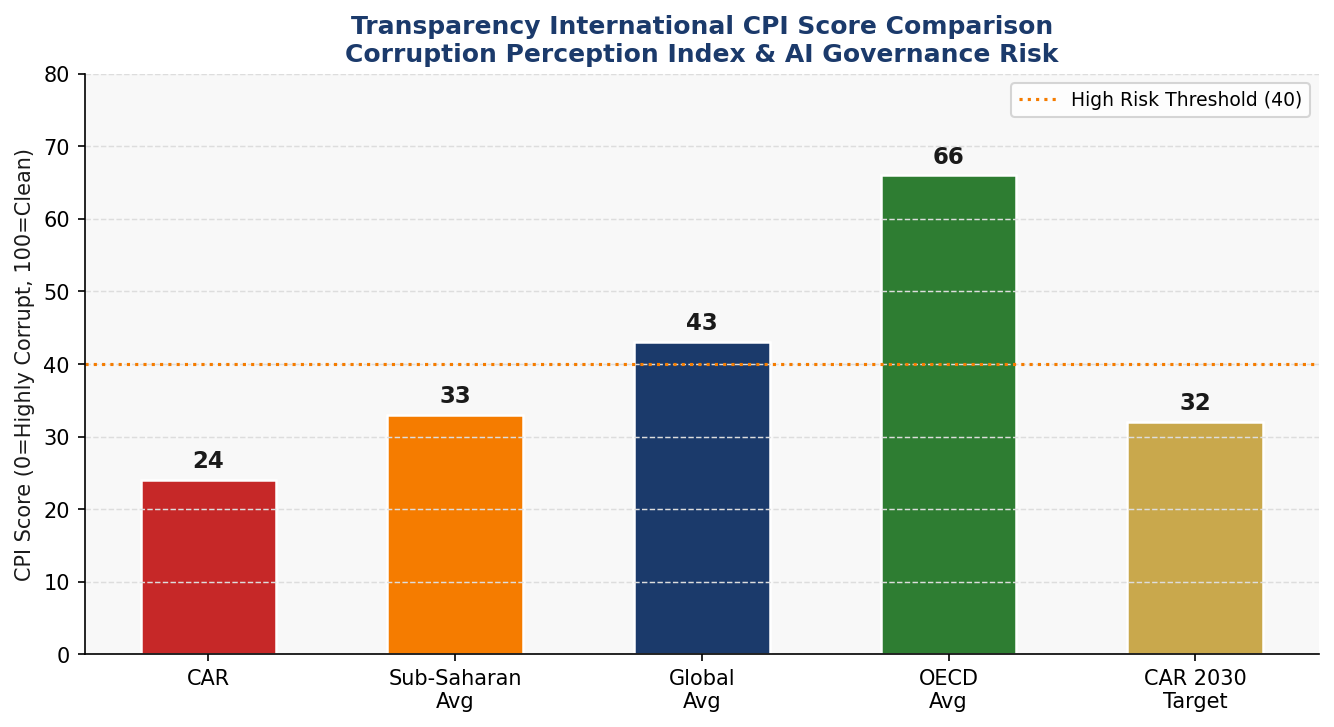 Transparency International CPI Score Comparison
Corruption Perception Index & AI Governance Risk
CPI Score (0=Highly Corrupt, 100=Clean)
80
70
60
50
40
30
20
10
0
High Risk Threshold (40)
24
33
43
66
32
CAR
Sub-Saharan
Avg
Global
Avg
OECD
Avg
CAR 2030
Target